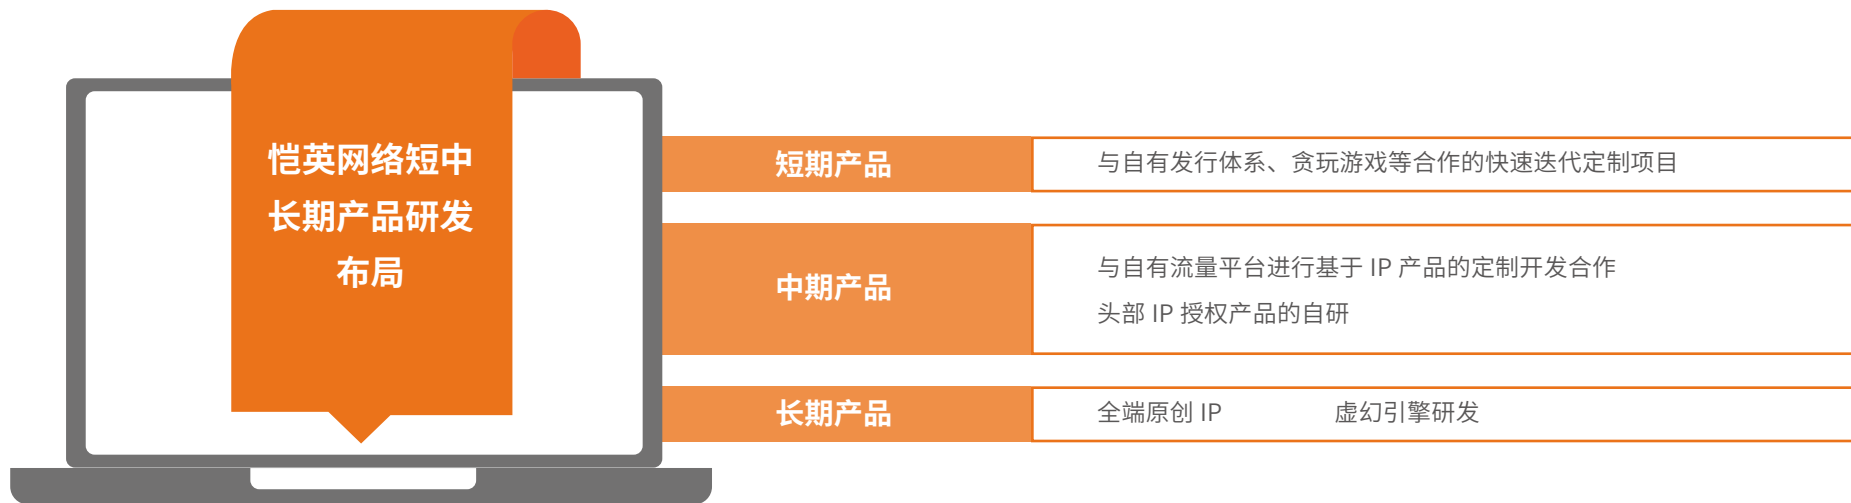 恺英网络短中
长期产品研发
布局
短期产品
与自有发行体系、贪玩游戏等合作的快速迭代定制项目
中期产品
与自有流量平台进行基于 IP 产品的定制开发合作
头部 IP 授权产品的自研
长期产品
全端原创 IP 虚幻引擎研发